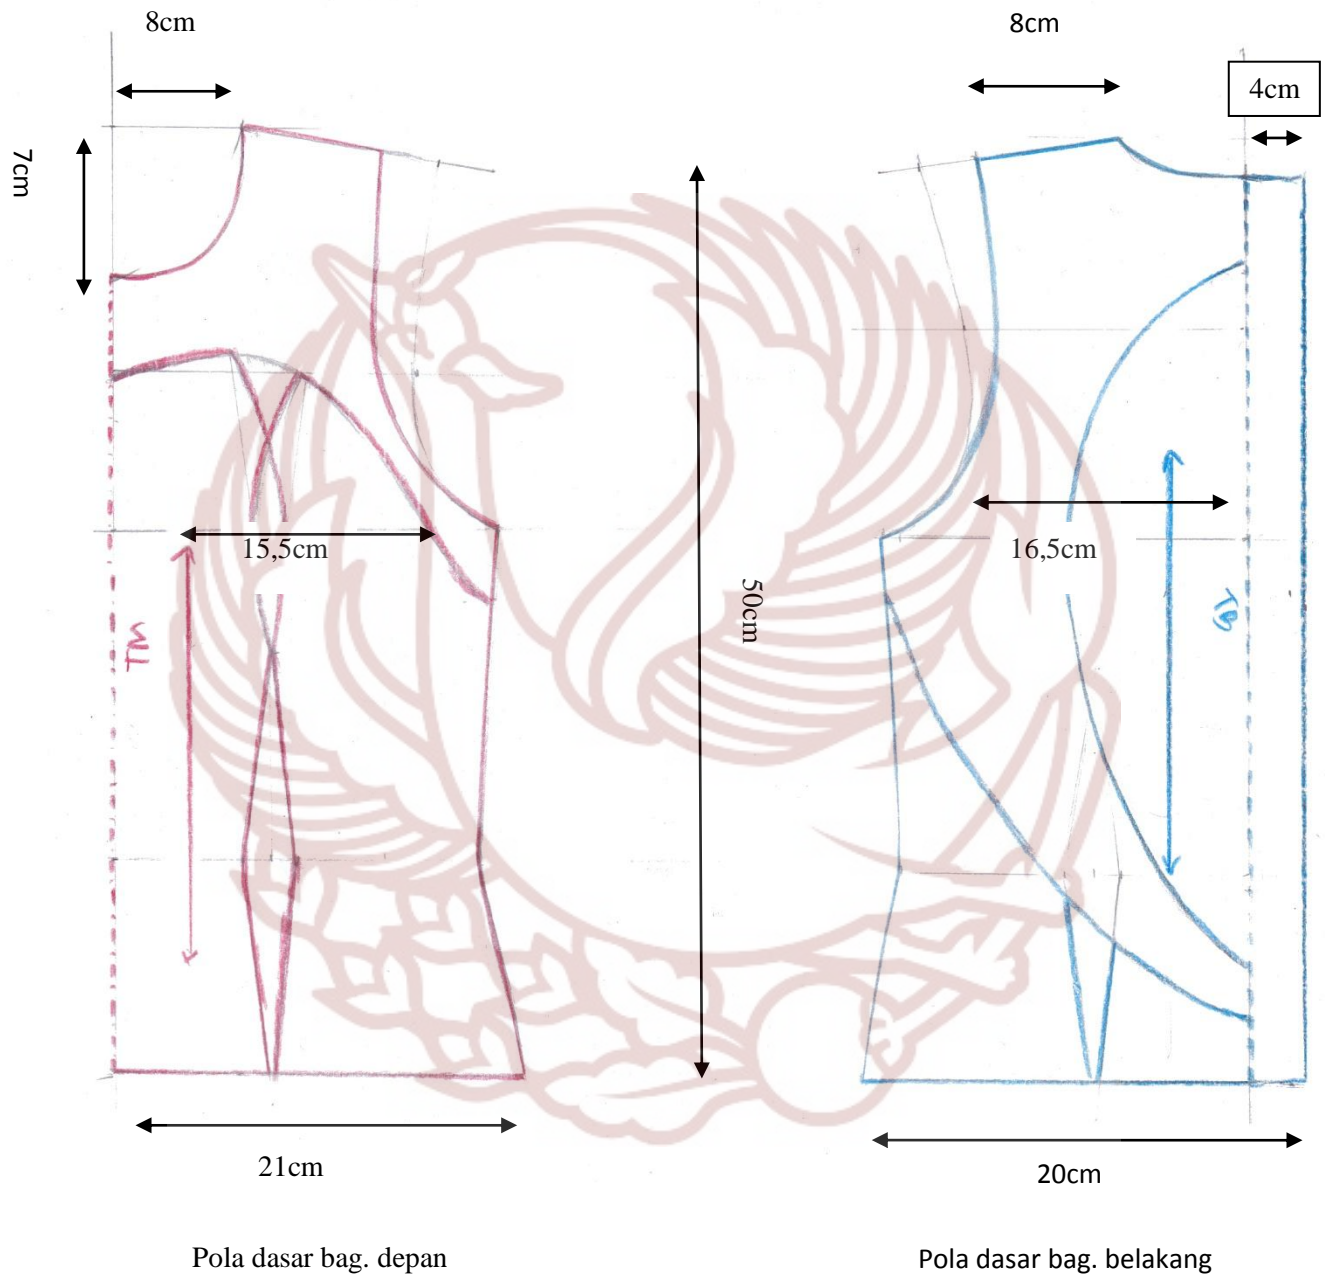 8cm
8cm
4cm
7cm
15,5cm
16,5cm
50cm
TM
TB
21cm
20cm
Pola dasar bag. depan
Pola dasar bag. belakang